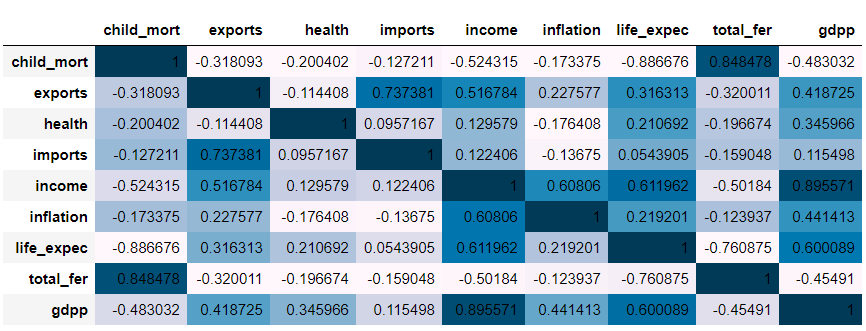 child_mort exports health imports income inflation life_expec total_fer gdpp
child_mort 1 -0.318093 -0.200402 -0.127211 -0.524315 -0.173375 -0.886676 0.848478 -0.483032
exports -0.318093 1 -0.114408 0.737381 0.516784 0.227577 0.316313 -0.320011 0.418725
health -0.200402 -0.114408 1 0.0957167 0.129579 -0.176408 0.210692 -0.196674 0.345966
imports -0.127211 0.737381 0.0957167 1 0.122406 -0.13675 0.0543905 -0.159048 0.115498
income -0.524315 0.516784 0.129579 0.122406 1 0.60806 0.611962 -0.50184 0.895571
inflation -0.173375 0.227577 -0.176408 -0.13675 0.60806 1 0.219201 -0.123937 0.441413
life_expec -0.886676 0.316313 0.210692 0.0543905 0.611962 0.219201 1 -0.760875 0.600089
total_fer 0.848478 -0.320011 -0.196674 -0.159048 -0.50184 -0.123937 -0.760875 1 -0.45491
gdpp -0.483032 0.418725 0.345966 0.115498 0.895571 0.441413 0.600089 -0.45491 1